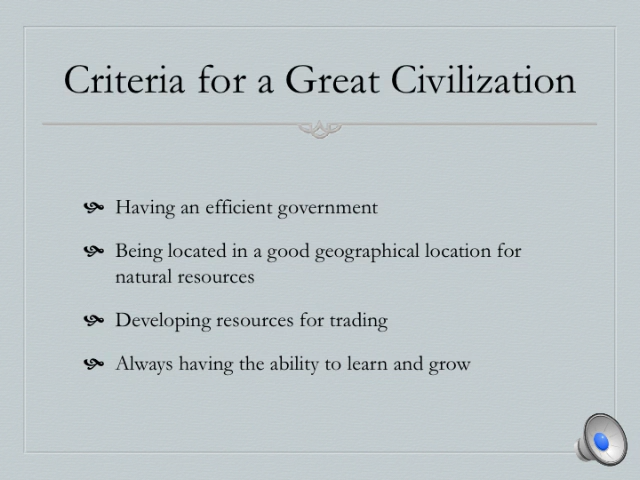 Criteria for a Great Civilization
Having an efficient government
Being located in a good geographical location for
natural resources
Developing resources for trading
Always having the ability to learn and grow